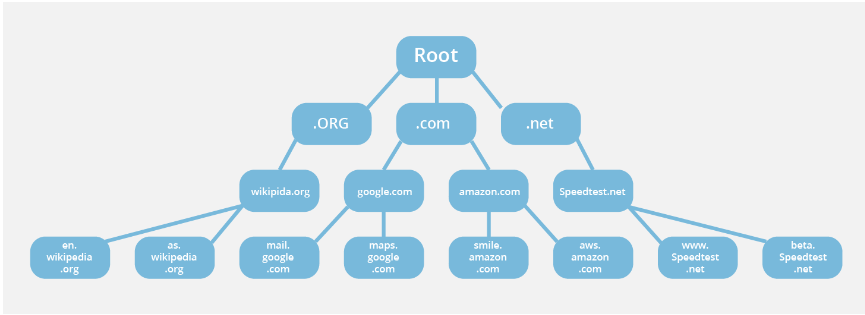 Root
.ORG
.com
.net
wikipida.org
google.com
amazon.com
Speedtest.net
en.
wikipedia
.org
as.
wikipedia
.org
mail.
google
.com
maps.
google
.com
smile.
amazon
.com
aws.
amazon
.com
www.
Speedtest
.net
beta.
Speedtest
.net